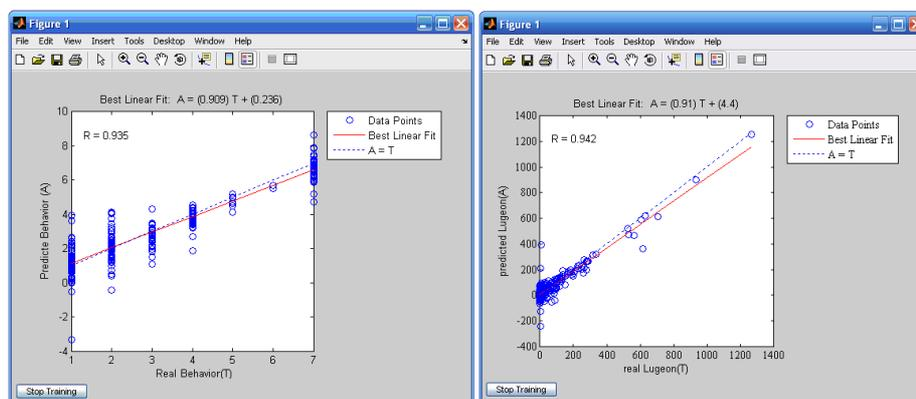 Figure 1
File Edit View Insert Tools Desktop Window Help
Best Linear Fit: A = (0.909) T + (0.236)
R = 0.935
Data Points
Best Linear Fit
A = T
Predicte Behavior (A)
10
8
6
4
2
0
-2
-4
1 2 3 4 5 6 7
Real Behavior(T)
Stop Training
Figure 1
File Edit View Insert Tools Desktop Window Help
Best Linear Fit: A = (0.91) T + (4.4)
R = 0.942
Data Points
Best Linear Fit
A = T
predicted Lugeon(A)
1400
1200
1000
800
600
400
200
0
-200
-400
0 200 400 600 800 1000 1200 1400
real Lugeon(T)
Stop Training